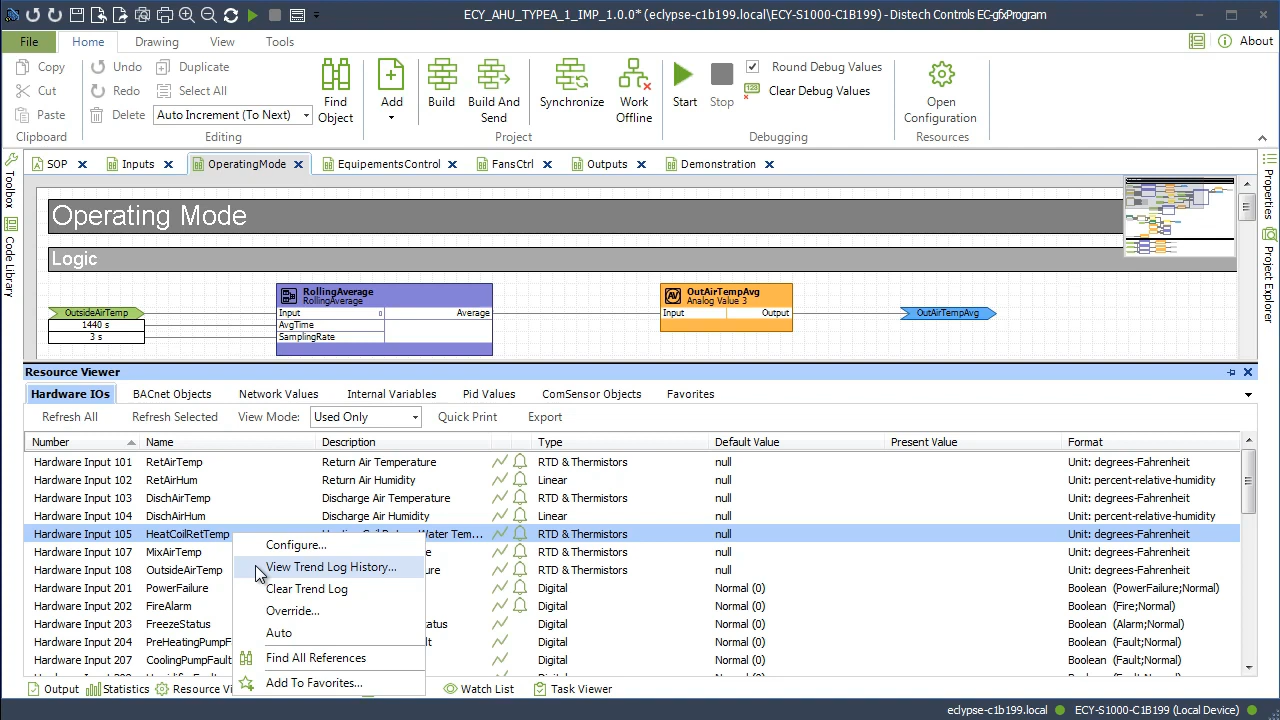 ECY_AHU_TYPEA_1_IMP_1.0.0* (eclypse-c1b199.local\ECY-S1000-C1B199) - Distech Controls EC-gfxProgram
File Home Drawing View Tools About
Copy Undo Duplicate Round Debug Values
Cut Redo Select All Clear Debug Values
Paste Delete Auto Increment (To Next) Find Object Add Build Build And Send Synchronize Work Offline Start Stop Open Configuration
Clipboard Editing Project Debugging Resources
SOP Inputs OperatingMode EquipementsControl FansCtrl Outputs Demonstration
Toolbox
Code Library
Properties
Project Explorer
Operating Mode
Logic
RollingAverage
RollingAverage
OutAirTempAvg
Analog Value 3
OutsideAirTemp Input Average Input Output OutAirTempAvg
1440 s AvgTime
3 s SamplingRate
Resource Viewer
Hardware IOs BACnet Objects Network Values Internal Variables Pid Values ComSensor Objects Favorites
Refresh All Refresh Selected View Mode: Used Only Quick Print Export
Number Name Description Type Default Value Present Value Format
Hardware Input 101 RetAirTemp Return Air Temperature RTD & Thermistors null Unit: degrees-Fahrenheit
Hardware Input 102 RetAirHum Return Air Humidity Linear null Unit: percent-relative-humidity
Hardware Input 103 DischAirTemp Discharge Air Temperature RTD & Thermistors null Unit: degrees-Fahrenheit
Hardware Input 104 DischAirHum Discharge Air Humidity Linear null Unit: percent-relative-humidity
Hardware Input 105 HeatCoilRetTemp Water Tem... RTD & Thermistors null Unit: degrees-Fahrenheit
Hardware Input 107 MixAirTemp RTD & Thermistors null Unit: degrees-Fahrenheit
Hardware Input 108 OutsideAirTemp RTD & Thermistors null Unit: degrees-Fahrenheit
Hardware Input 201 PowerFailure Digital Normal (0) Boolean (PowerFailure;Normal)
Hardware Input 202 FireAlarm Digital Normal (0) Boolean (Fire;Normal)
Hardware Input 203 FreezeStatus Digital Normal (0) Boolean (Alarm;Normal)
Hardware Input 204 PreHeatingPumpF Digital Normal (0) Boolean (Fault;Normal)
Hardware Input 207 CoolingPumpFault Digital Normal (0) Boolean (Fault;Normal)
Configure...
View Trend Log History...
Clear Trend Log
Override...
Auto
Find All References
Add To Favorites...
Output Statistics Resource Vi Watch List Task Viewer
eclypse-c1b199.local ECY-S1000-C1B199 (Local Device)